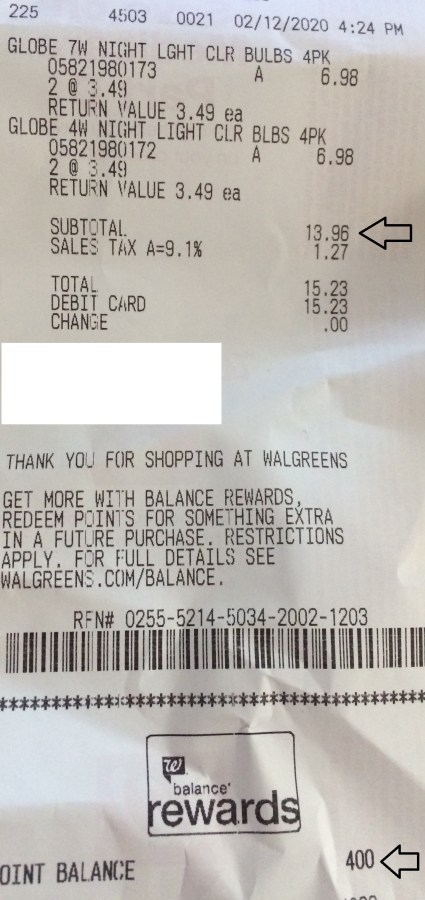 225 4503 0021 02/12/2020 4:24 PM
GLOBE 7W NIGHT LGHT CLR BULBS 4PK
05821980173 A 6.98
2 @ 3.49
RETURN VALUE 3.49 ea
GLOBE 4W NIGHT LIGHT CLR BLBS 4PK
05821980172 A 6.98
2 @ 3.49
RETURN VALUE 3.49 ea
SUBTOTAL 13.96
SALES TAX A=9.1% 1.27
TOTAL 15.23
DEBIT CARD 15.23
CHANGE .00
THANK YOU FOR SHOPPING AT WALGREENS
GET MORE WITH BALANCE REWARDS,
REDEEM POINTS FOR SOMETHING EXTRA
IN A FUTURE PURCHASE. RESTRICTIONS
APPLY. FOR FULL DETAILS SEE
WALGREENS.COM/BALANCE.
RFN# 0255-5214-5034-2002-1203
****************************************
W
balance®
rewards
OINT BALANCE 400